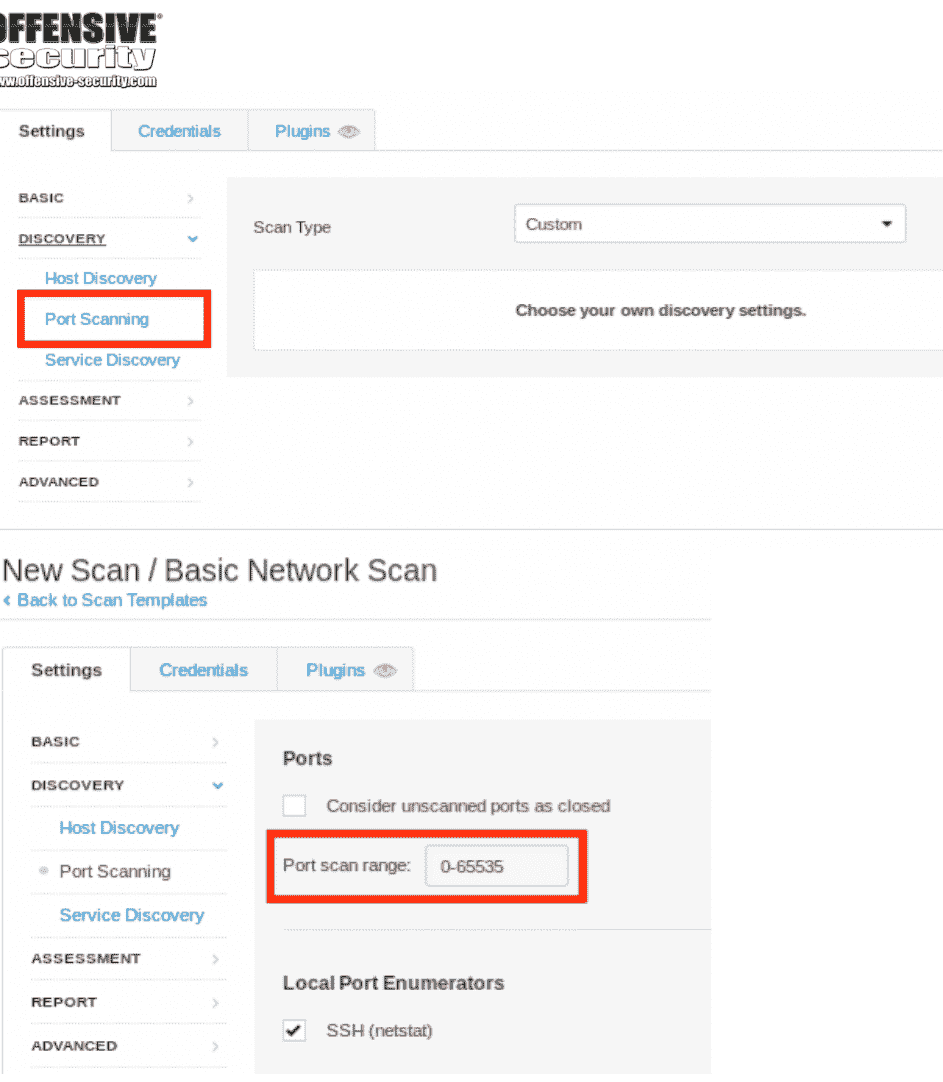 OFFENSIVE
security
www.offensive-security.com
Settings Credentials Plugins
BASIC
Scan Type Custom
DISCOVERY
Host Discovery
Choose your own discovery settings.
Port Scanning
Service Discovery
ASSESSMENT
REPORT
ADVANCED
New Scan / Basic Network Scan
Back to Scan Templates
Settings Credentials Plugins
BASIC
DISCOVERY
Host Discovery
Port Scanning
Service Discovery
ASSESSMENT
REPORT
ADVANCED
Ports
Consider unscanned ports as closed
Port scan range: 0-65535
Local Port Enumerators
SSH (netstat)